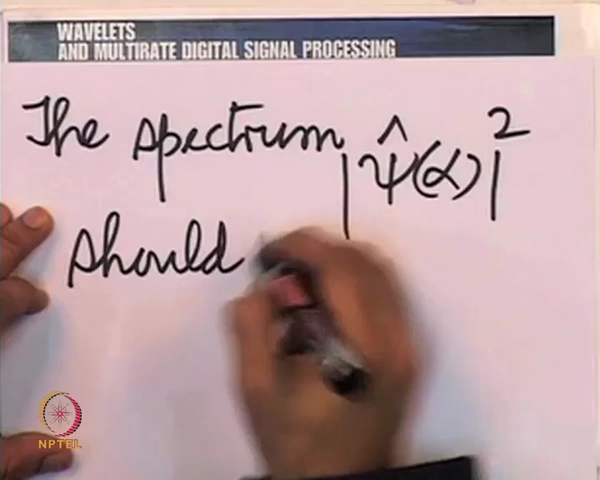 WAVELETS
AND MULTIRATE DIGITAL SIGNAL PROCESSING
The spectrum |ψ̂(α)|²
should
NPTEL